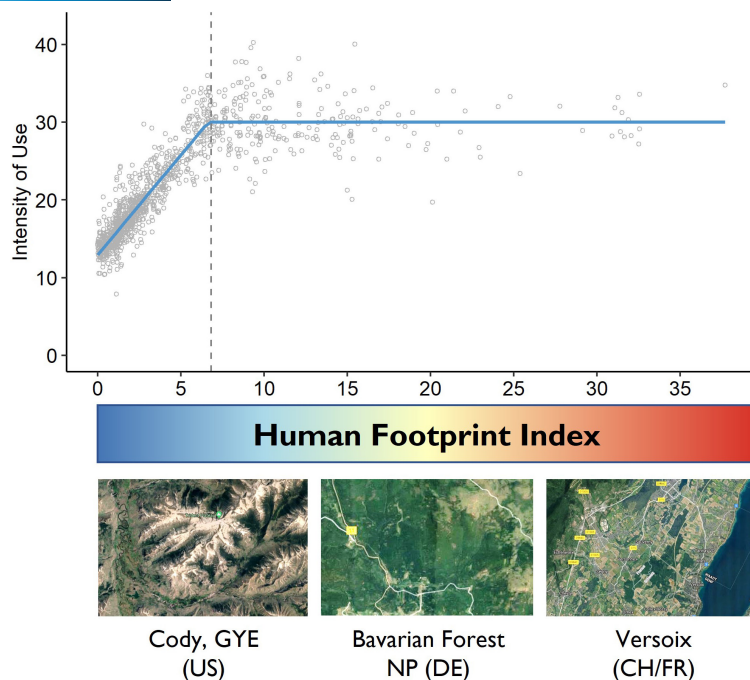 40
30
20
10
0
Intensity of Use
0 5 10 15 20 25 30 35
Human Footprint Index
Cody, GYE
(US)
Bavarian Forest
NP (DE)
Versoix
(CH/FR)